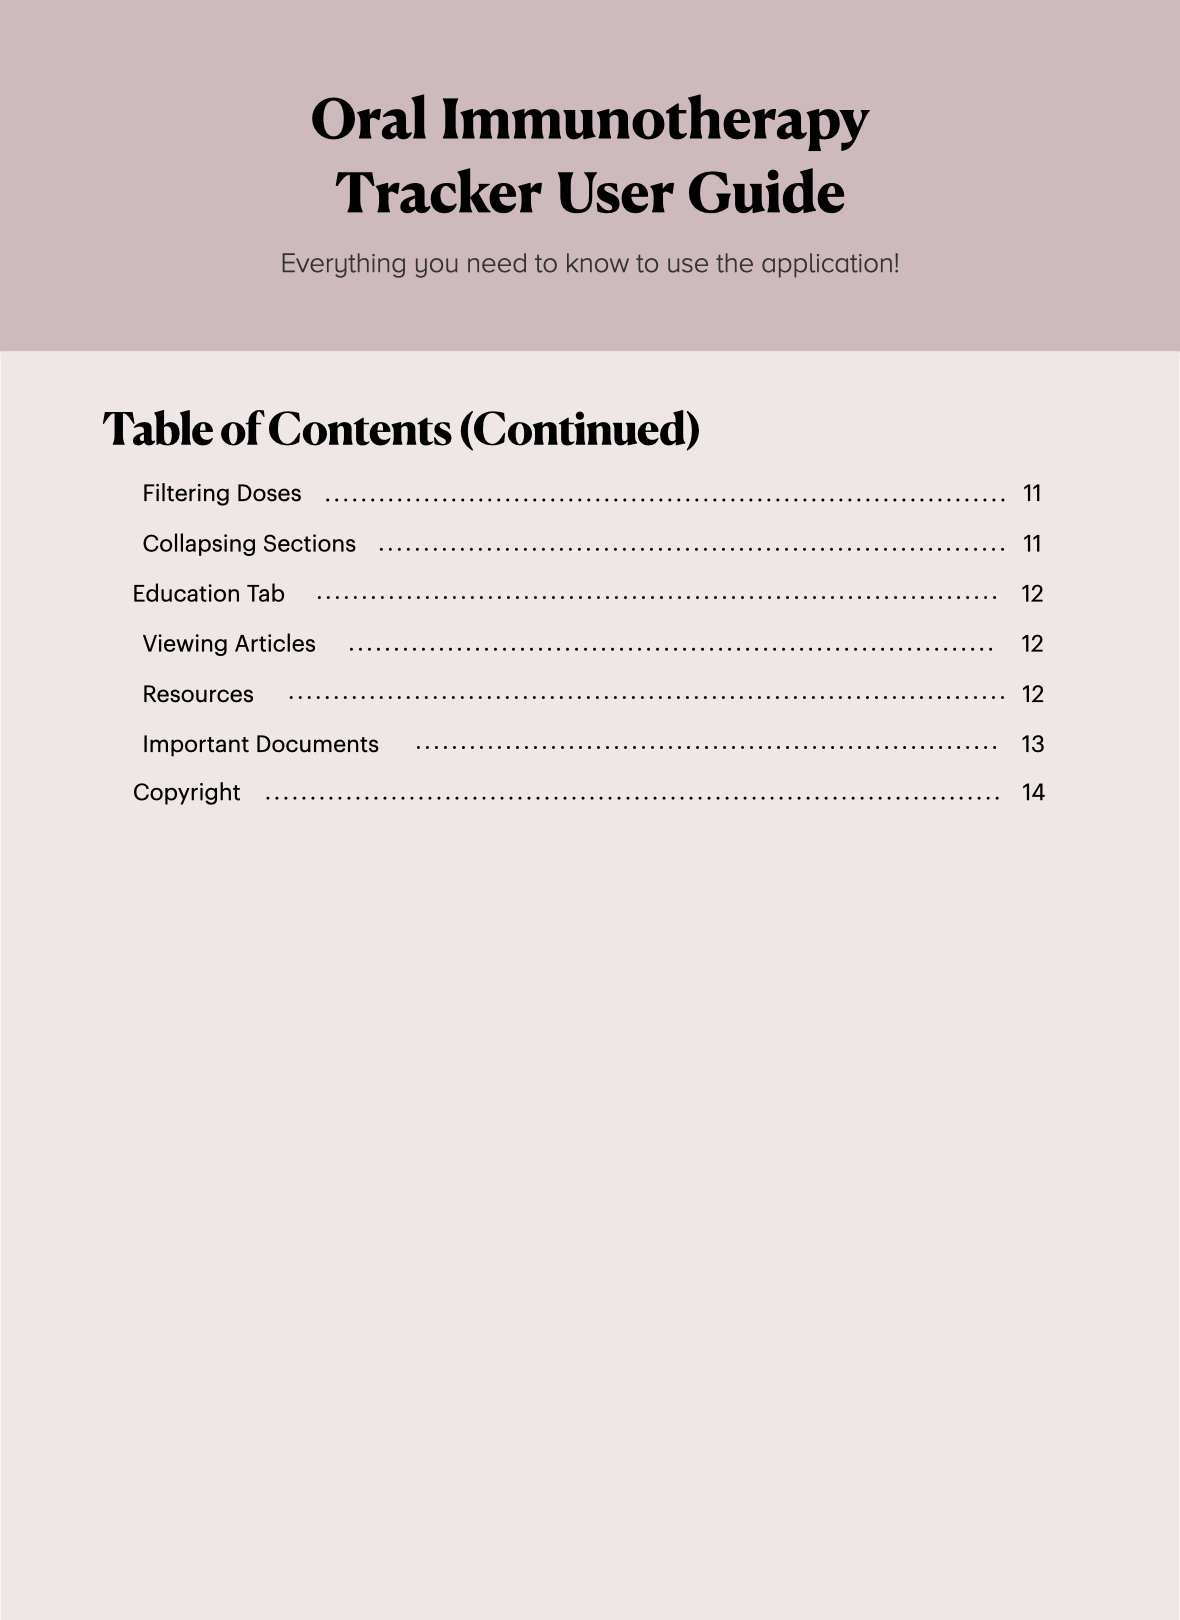 Oral Immunotherapy
Tracker User Guide
Everything you need to know to use the application!
Table of Contents (Continued)
Filtering Doses ........................................................................... 11
Collapsing Sections ..................................................................... 11
Education Tab ........................................................................... 12
Viewing Articles ........................................................................ 12
Resources ................................................................................ 12
Important Documents ................................................................. 13
Copyright ................................................................................. 14